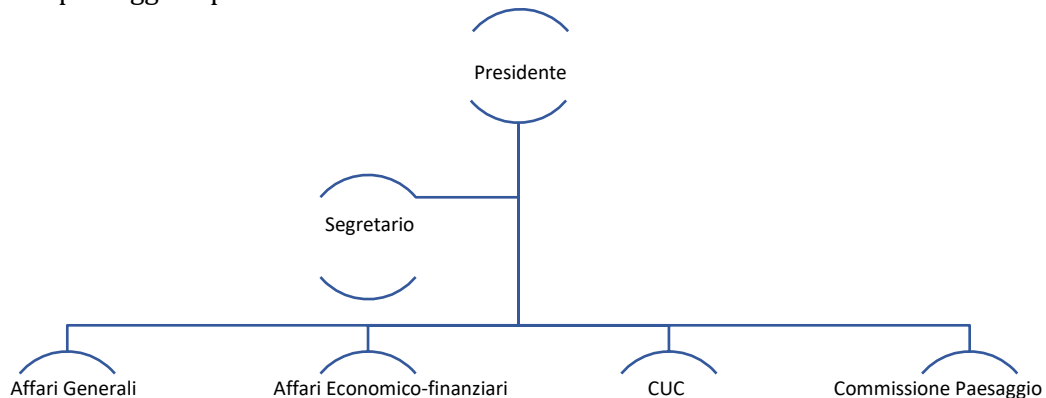 Presidente
Segretario
Affari Generali
Affari Economico-finanziari
CUC
Commissione Paesaggio